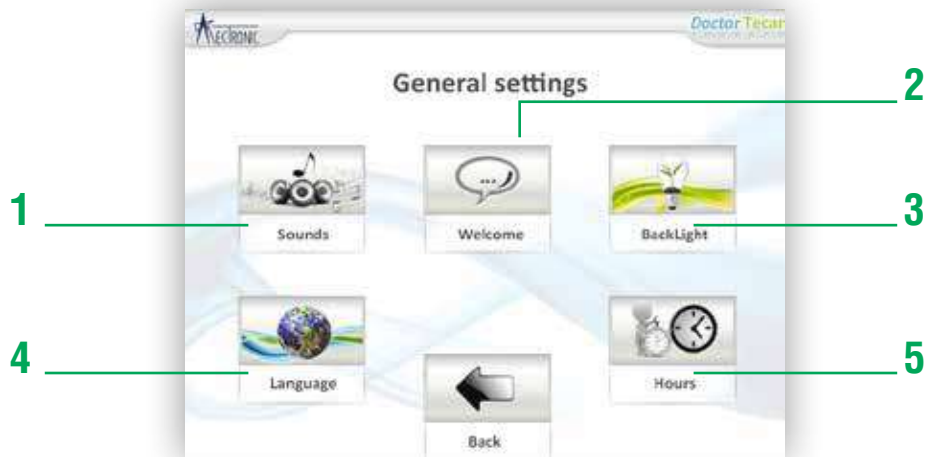 Doctor Tecar
General settings
2
Sounds
Welcome
BackLight
1
3
Language
Hours
4
5
Back